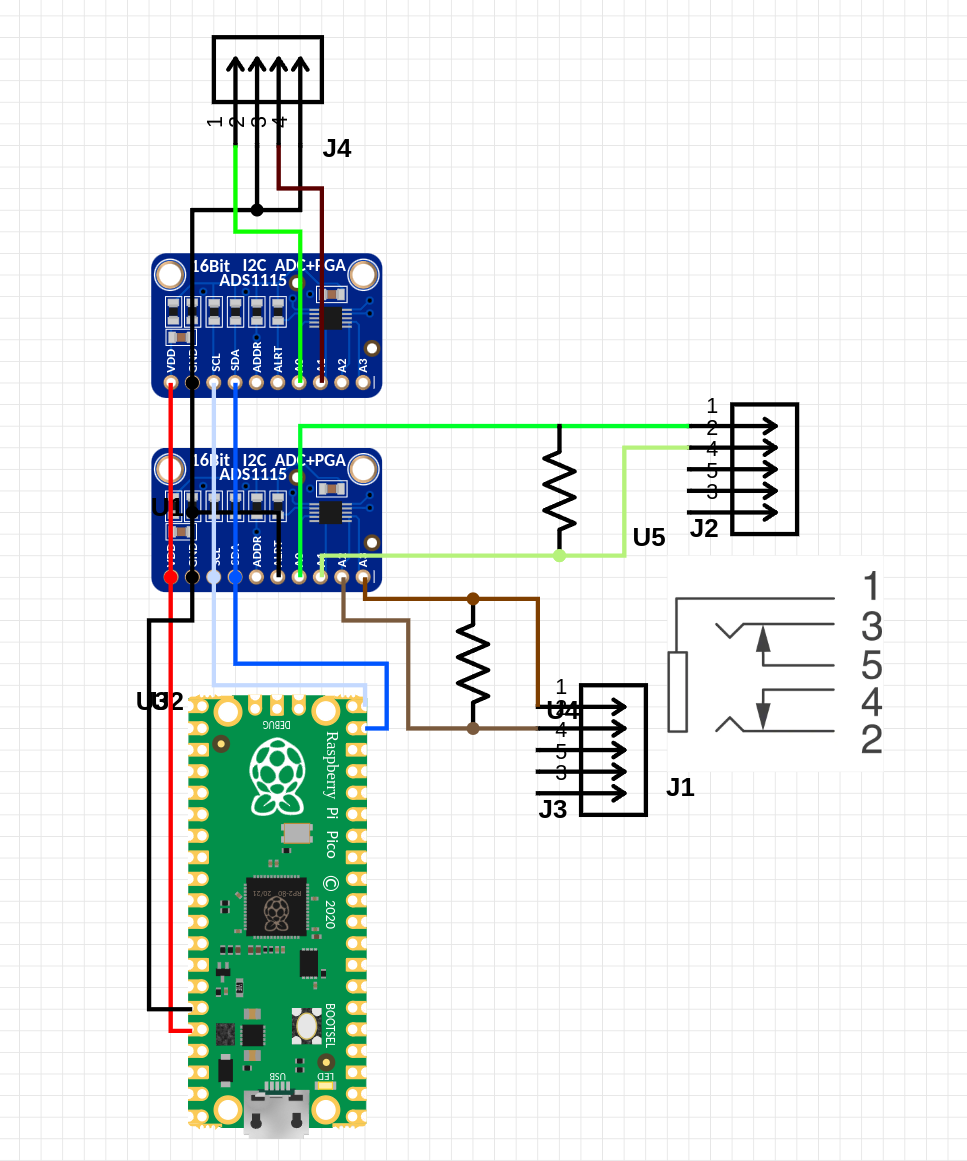 1 2 3 4
J4
16Bit I2C ADC+PGA
ADS1115
VDD GND SCL SDA ADDR ALRT A0 A1 A2 A3
16Bit I2C ADC+PGA
ADS1115
U1
VDD GND SCL SDA ADDR ALRT A0 A1 A2 A3
1
2
4
5
3
J2
U5
1
3
5
4
2
U2
1
U4
4
5
3
J3
J1
DEBUG
Raspberry Pi Pico © 2020
RP2-B0 20/21
BOOTSEL
LED
USB